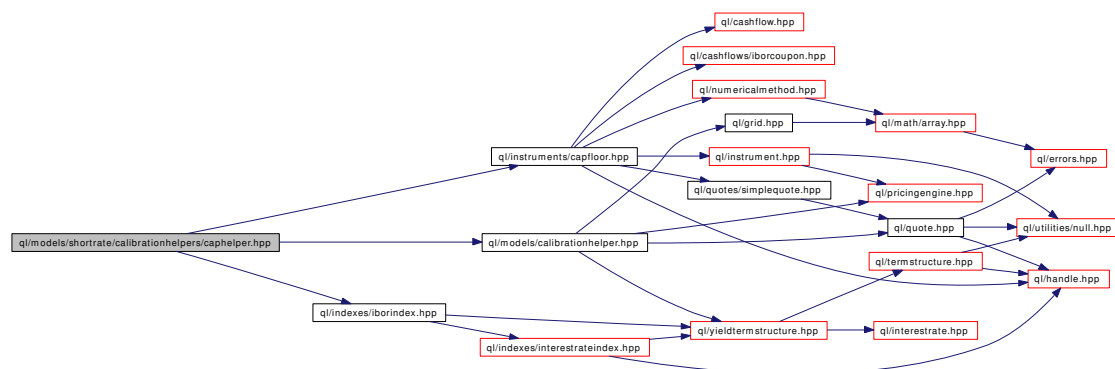 ql/cashflow.hpp
ql/cashflows/iborcoupon.hpp
ql/numericalmethod.hpp
ql/grid.hpp
ql/math/array.hpp
ql/instruments/capfloor.hpp
ql/instrument.hpp
ql/errors.hpp
ql/quotes/simplequote.hpp
ql/pricingengine.hpp
ql/models/shortrate/calibrationhelpers/caphelper.hpp
ql/models/calibrationhelper.hpp
ql/quote.hpp
ql/utilities/null.hpp
ql/termstructure.hpp
ql/handle.hpp
ql/indexes/iborindex.hpp
ql/yieldtermstructure.hpp
ql/interestrate.hpp
ql/indexes/interestrateindex.hpp